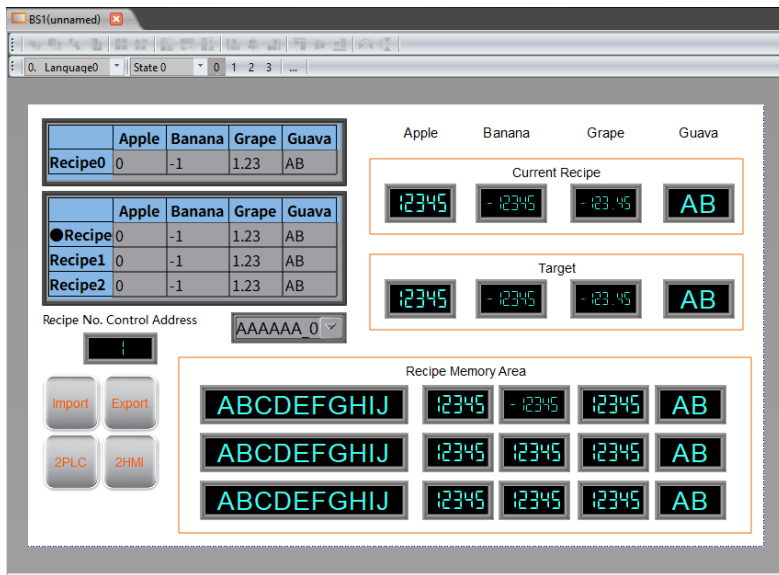 BS1(unnamed)
0. Language0 State 0 0 1 2 3 ...
Apple Banana Grape Guava
Recipe0 0 -1 1.23 AB
Apple Banana Grape Guava
Recipe 0 -1 1.23 AB
Recipe1 0 -1 1.23 AB
Recipe2 0 -1 1.23 AB
Recipe No. Control Address
1
AAAAAA_0
Import Export
2PLC 2HMI
Apple Banana Grape Guava
Current Recipe
12345 -12345 -123.45 AB
Target
12345 -12345 -123.45 AB
Recipe Memory Area
ABCDEFGHIJ 12345 -12345 12345 AB
ABCDEFGHIJ 12345 12345 12345 AB
ABCDEFGHIJ 12345 12345 12345 AB